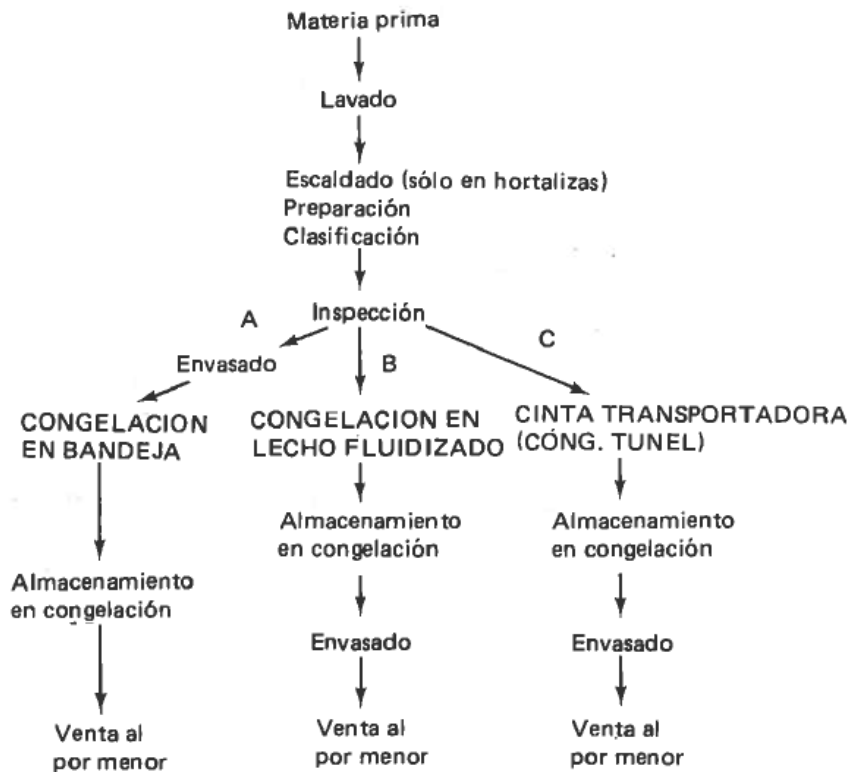 Materia prima
Lavado
Escaldado (sólo en hortalizas)
Preparación
Clasificación
Inspección
A
B
C
Envasado
CONGELACION
EN BANDEJA
CONGELACION EN
LECHO FLUIDIZADO
CINTA TRANSPORTADORA
(CÓNG. TUNEL)
Almacenamiento
en congelación
Almacenamiento
en congelación
Almacenamiento
en congelación
Envasado
Envasado
Venta al
por menor
Venta al
por menor
Venta al
por menor